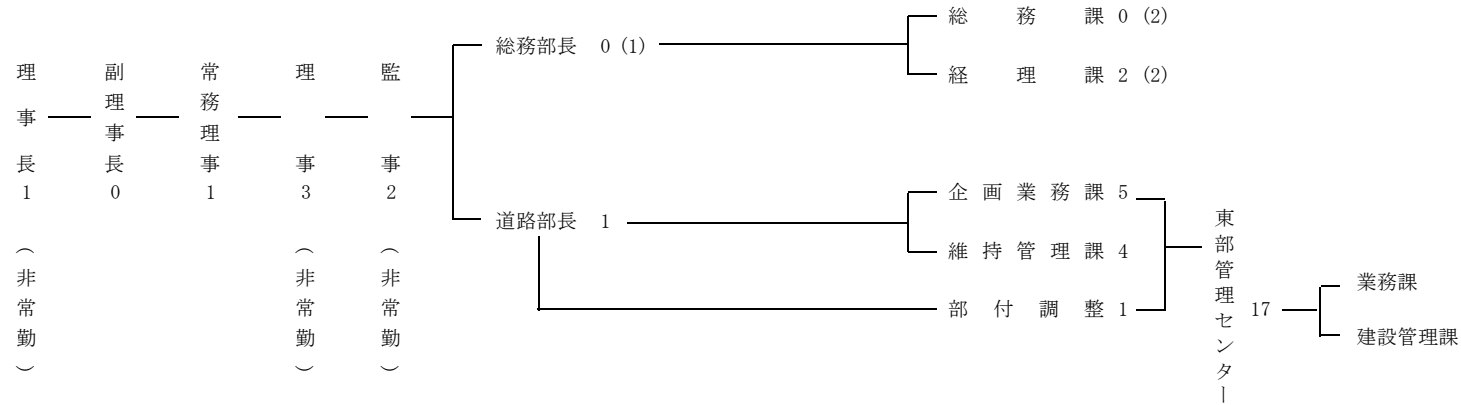 理事長 1 (非常勤)
副理事長 0
常務理事 1
理事 3 (非常勤)
監事 2 (非常勤)
総務部長 0 (1)
総務課 0 (2)
経理課 2 (2)
道路部長 1
企画業務課 5
維持管理課 4
部付調整 1
東部管理センター 17
業務課
建設管理課